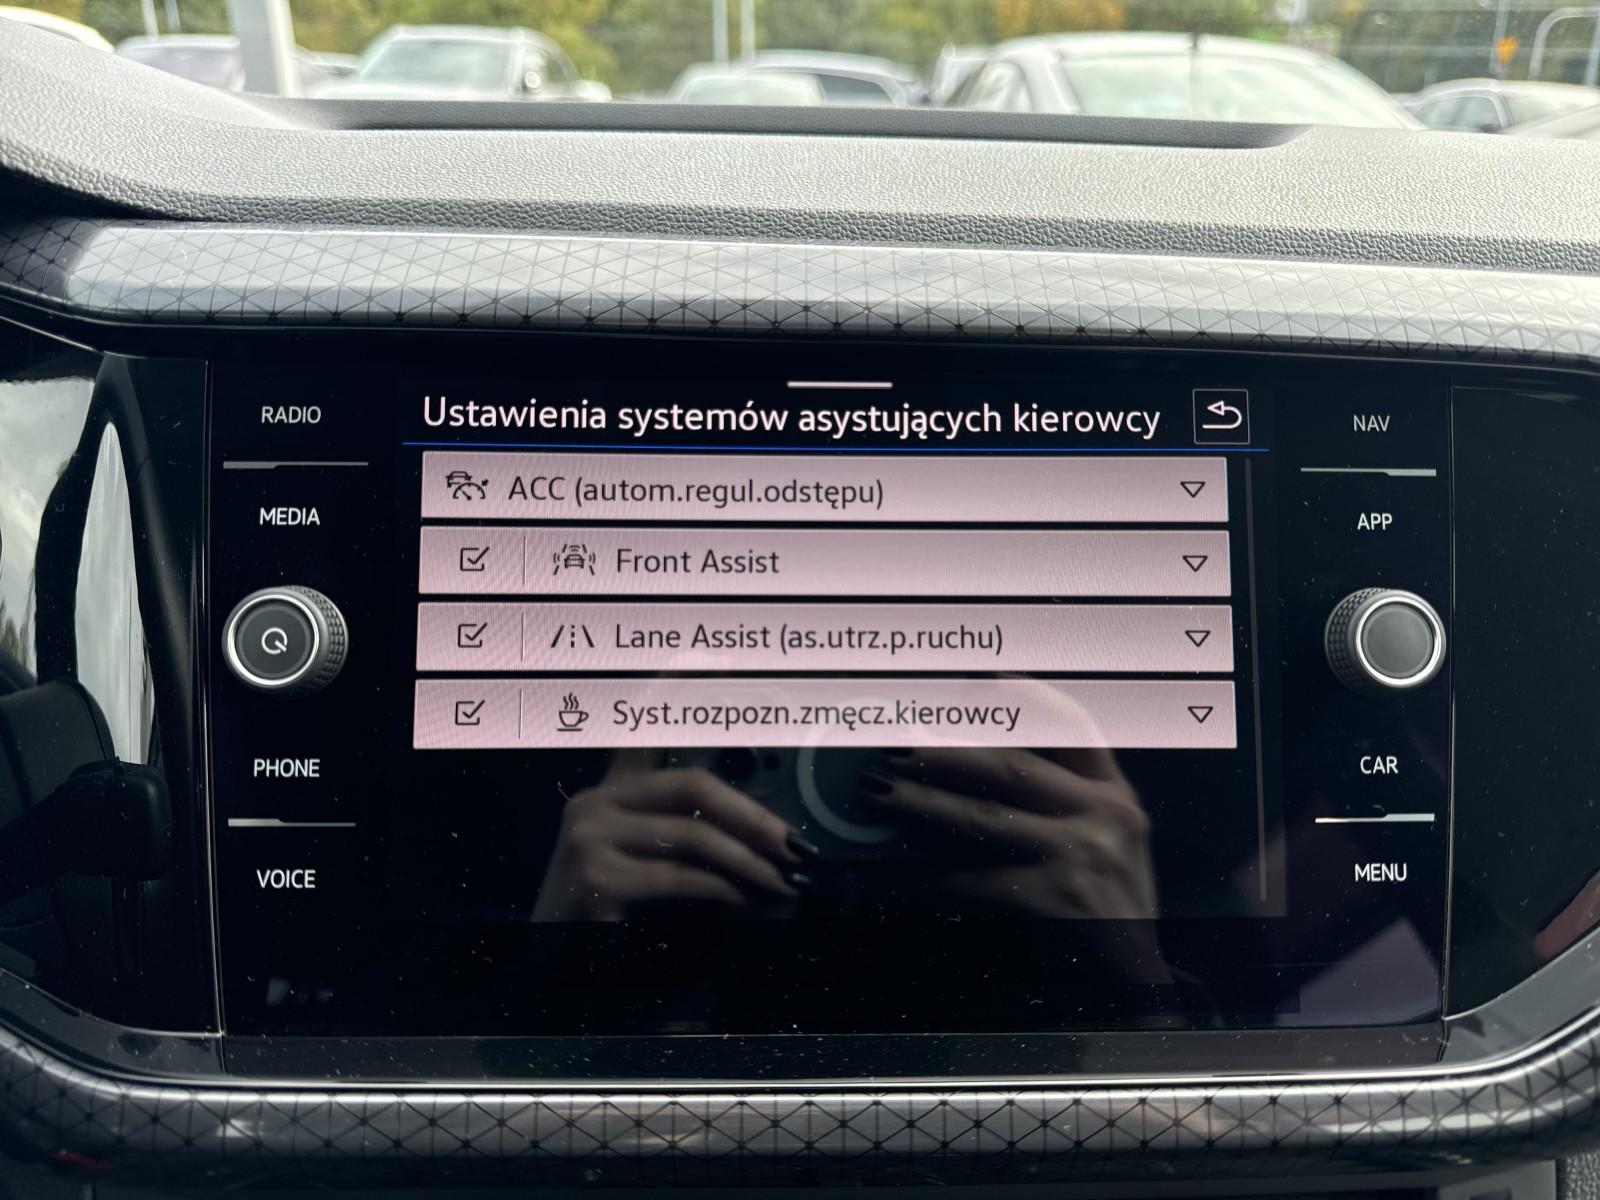 RADIO
MEDIA
PHONE
VOICE
Ustawienia systemów asystujących kierowcy
ACC (autom.regul.odstępu)
Front Assist
Lane Assist (as.utrz.p.ruchu)
Syst.rozpozn.zmęcz.kierowcy
NAV
APP
CAR
MENU